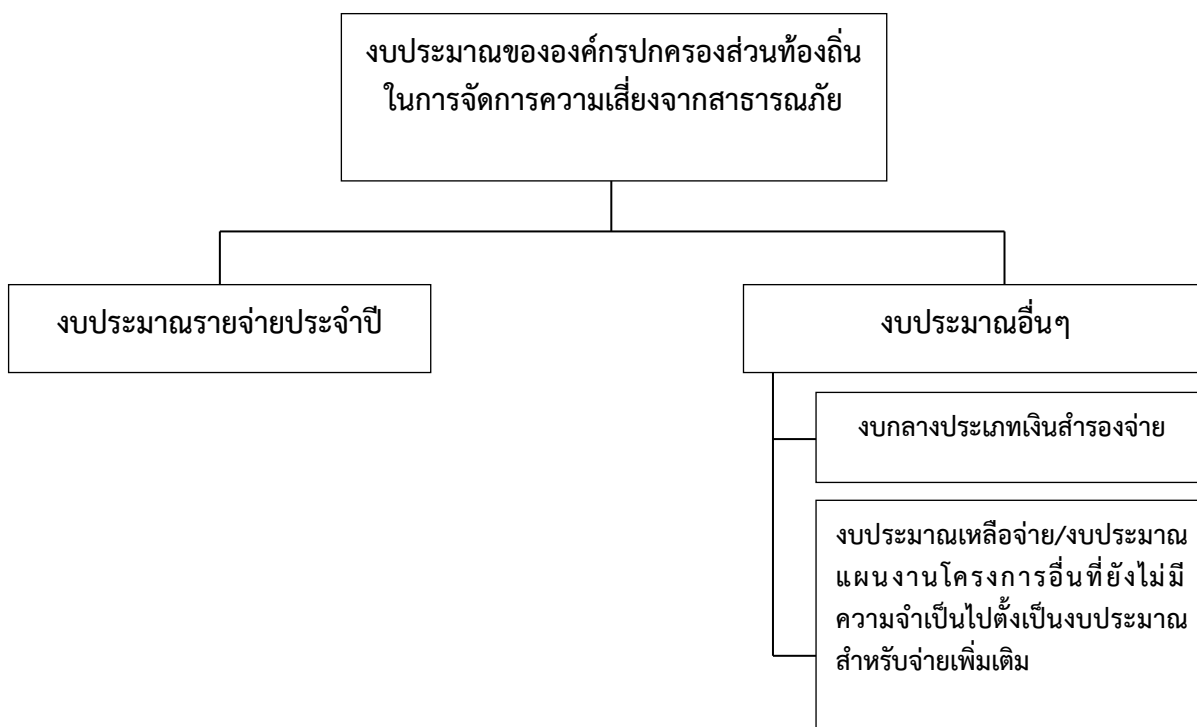 งบประมาณขององค์กรปกครองส่วนท้องถิ่น
ในการจัดการความเสี่ยงจากสาธารณภัย
งบประมาณรายจ่ายประจำปี
งบประมาณอื่นๆ
งบกลางประเภทเงินสำรองจ่าย
งบประมาณเหลือจ่าย/งบประมาณ
แผนงานโครงการอื่นที่ยังไม่มี
ความจำเป็นไปตั้งเป็นงบประมาณ
สำหรับจ่ายเพิ่มเติม